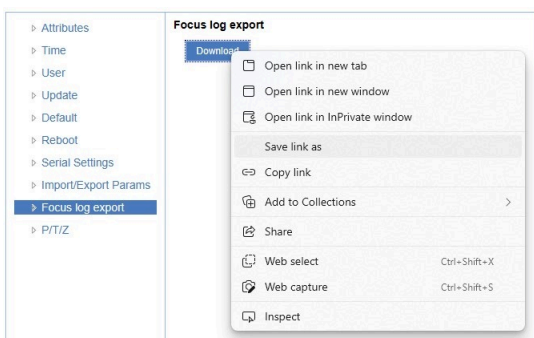 Attributes
Time
User
Update
Default
Reboot
Serial Settings
Import/Export Params
Focus log export
P/T/Z
Focus log export
Download
Open link in new tab
Open link in new window
Open link in InPrivate window
Save link as
Copy link
Add to Collections
Share
Web select Ctrl+Shift+X
Web capture Ctrl+Shift+S
Inspect